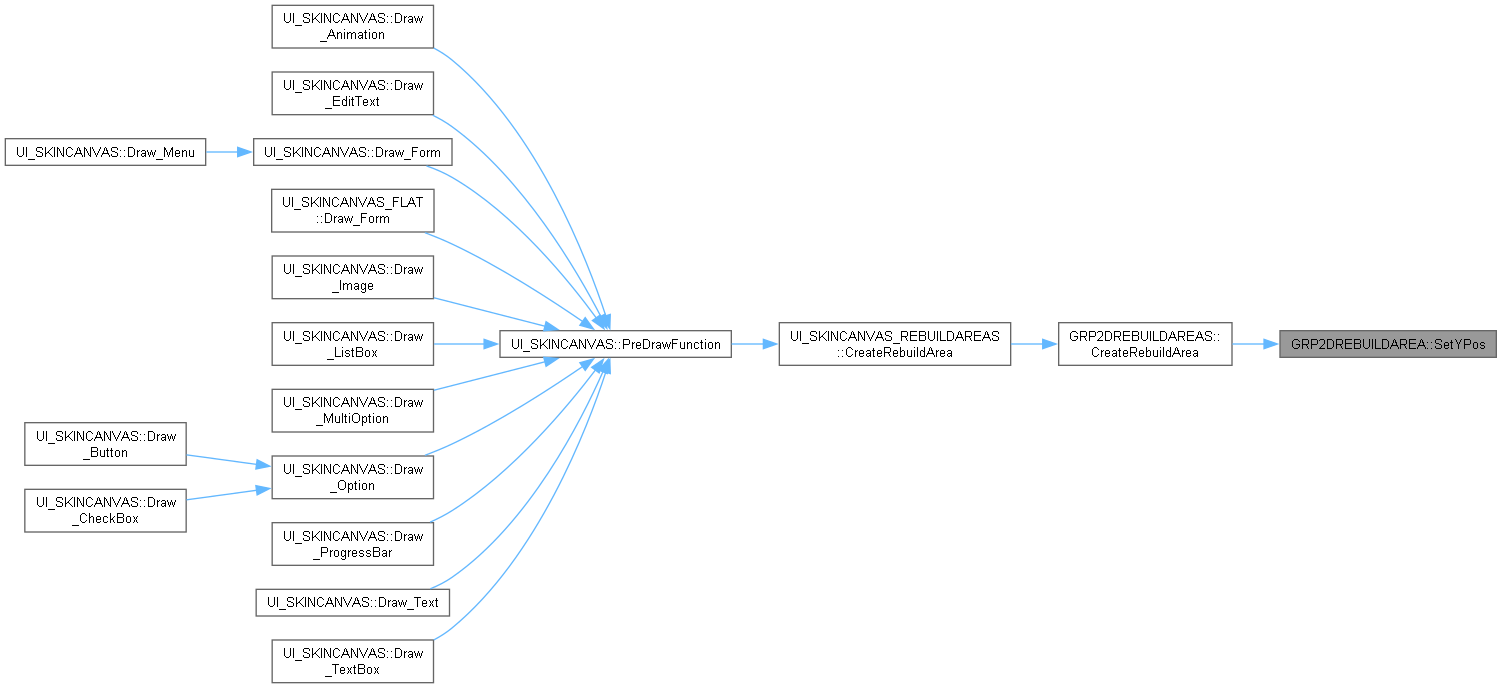 UI_SKINCANVAS::Draw
_Animation
UI_SKINCANVAS::Draw
_EditText
UI_SKINCANVAS::Draw_Menu
UI_SKINCANVAS::Draw_Form
UI_SKINCANVAS_FLAT
::Draw_Form
UI_SKINCANVAS::Draw
_Image
UI_SKINCANVAS::Draw
_ListBox
UI_SKINCANVAS::PreDrawFunction
UI_SKINCANVAS_REBUILDAREAS
::CreateRebuildArea
GRP2DREBUILDAREAS::
CreateRebuildArea
GRP2DREBUILDAREA::SetYPos
UI_SKINCANVAS::Draw
_MultiOption
UI_SKINCANVAS::Draw
_Button
UI_SKINCANVAS::Draw
_Option
UI_SKINCANVAS::Draw
_CheckBox
UI_SKINCANVAS::Draw
_ProgressBar
UI_SKINCANVAS::Draw_Text
UI_SKINCANVAS::Draw
_TextBox